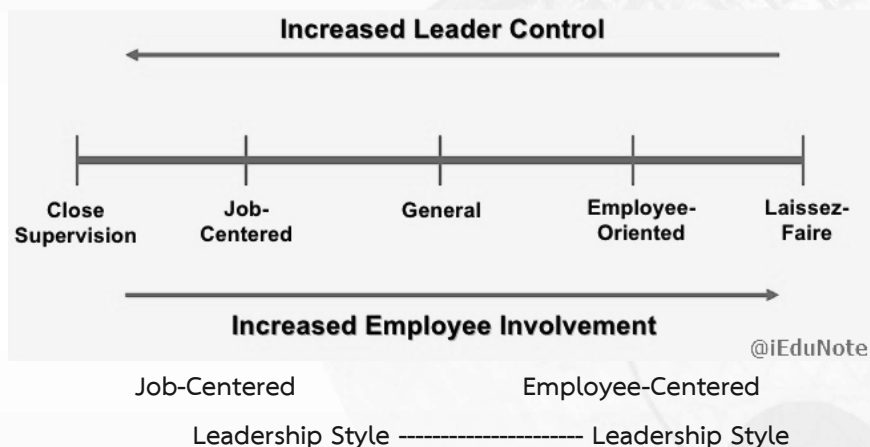 Increased Leader Control
Close Supervision
Job-Centered
General
Employee-Oriented
Laissez-Faire
Increased Employee Involvement
@iEduNote
Job-Centered Employee-Centered
Leadership Style ---------------------- Leadership Style